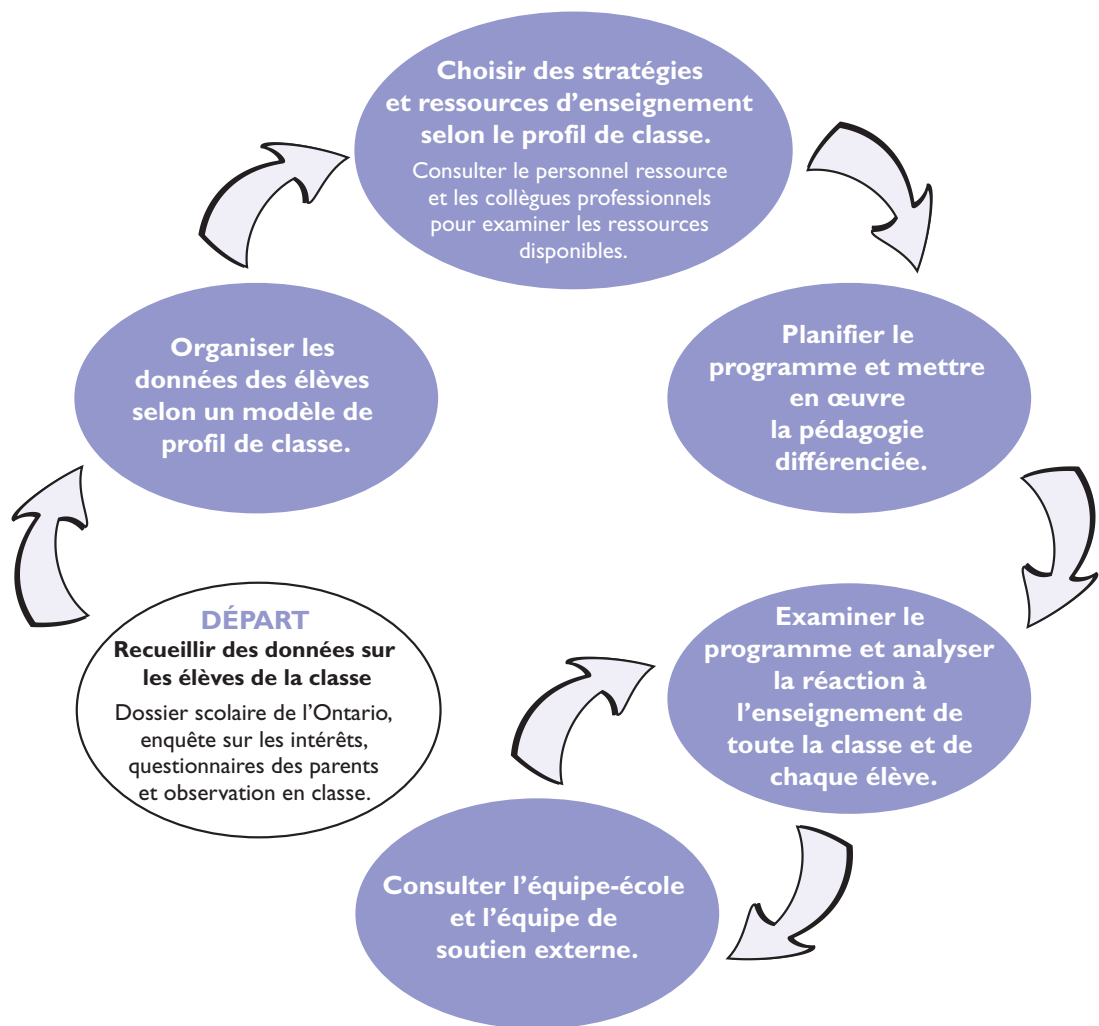 DÉPART
Recueillir des données sur
les élèves de la classe
Dossier scolaire de l’Ontario,
enquête sur les intérêts,
questionnaires des parents
et observation en classe.
Organiser les
données des élèves
selon un modèle de
profil de classe.
Choisir des stratégies
et ressources d’enseignement
selon le profil de classe.
Consulter le personnel ressource
et les collègues professionnels
pour examiner les ressources
disponibles.
Planifier le
programme et mettre
en œuvre
la pédagogie
différenciée.
Examiner le
programme et analyser
la réaction à
l’enseignement de
toute la classe et de
chaque élève.
Consulter l’équipe-école
et l’équipe de
soutien externe.